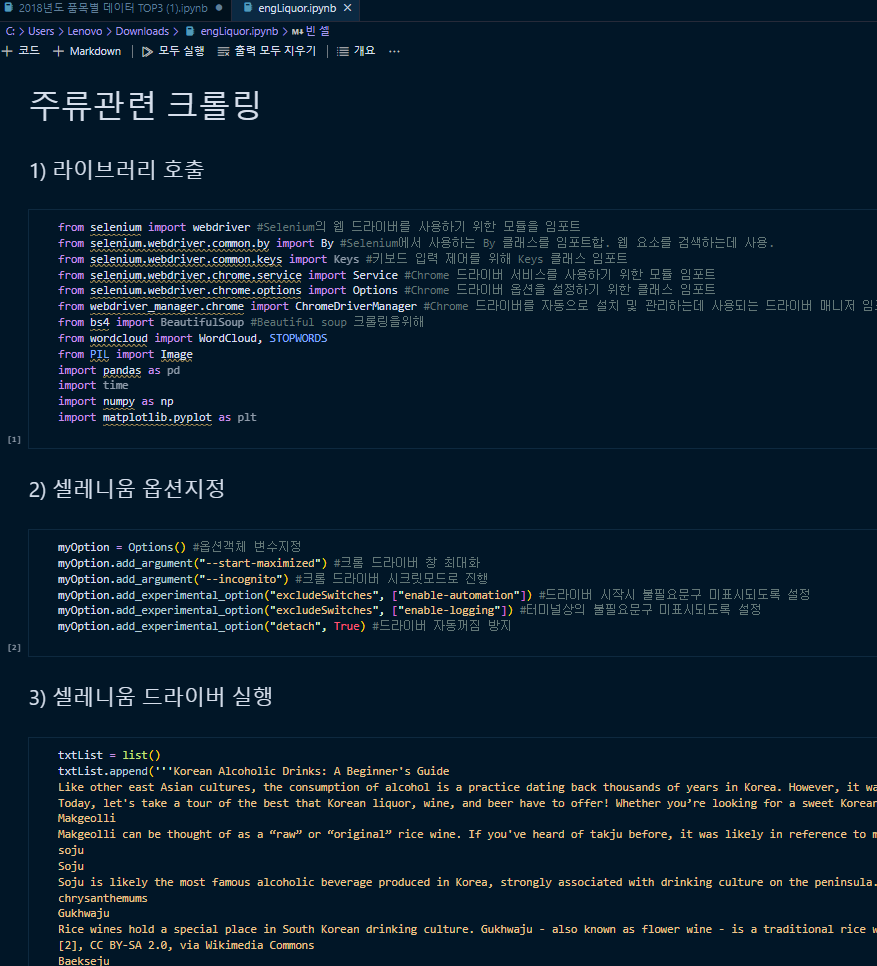 2018년도 품목별 데이터 TOP3 (1).ipynb ● engLiquor.ipynb ×
C: > Users > Lenovo > Downloads > engLiquor.ipynb > M↓ 빈 셀
+ 코드 + Markdown | 모두 실행 출력 모두 지우기 | 개요 ···
주류관련 크롤링
1) 라이브러리 호출
from selenium import webdriver #Selenium의 웹 드라이버를 사용하기 위한 모듈을 임포트
from selenium.webdriver.common.by import By #Selenium에서 사용하는 By 클래스를 임포트합. 웹 요소를 검색하는데 사용.
from selenium.webdriver.common.keys import Keys #키보드 입력 제어를 위해 Keys 클래스 임포트
from selenium.webdriver.chrome.service import Service #Chrome 드라이버 서비스를 사용하기 위한 모듈 임포트
from selenium.webdriver.chrome.options import Options #Chrome 드라이버 옵션을 설정하기 위한 클래스 임포트
from webdriver_manager.chrome import ChromeDriverManager #Chrome 드라이버를 자동으로 설치 및 관리하는데 사용되는 드라이버 매니저
from bs4 import BeautifulSoup #Beautiful soup 크롤링을위해
from wordcloud import WordCloud, STOPWORDS
from PIL import Image
import pandas as pd
import time
import numpy as np
import matplotlib.pyplot as plt
[1]
2) 셀레니움 옵션지정
myOption = Options() #옵션객체 변수지정
myOption.add_argument("--start-maximized") #크롬 드라이버 창 최대화
myOption.add_argument("--incognito") #크롬 드라이버 시크릿모드로 진행
myOption.add_experimental_option("excludeSwitches", ["enable-automation"]) #드라이버 시작시 불필요문구 미표시되도록 설정
myOption.add_experimental_option("excludeSwitches", ["enable-logging"]) #터미널상의 불필요문구 미표시되도록 설정
myOption.add_experimental_option("detach", True) #드라이버 자동꺼짐 방지
[2]
3) 셀레니움 드라이버 실행
txtList = list()
txtList.append('''Korean Alcoholic Drinks: A Beginner's Guide
Like other east Asian cultures, the consumption of alcohol is a practice dating back thousands of years in Korea. However, it
Today, let's take a tour of the best that Korean liquor, wine, and beer have to offer! Whether you’re looking for a sweet Korean
Makgeolli
Makgeolli can be thought of as a “raw” or “original” rice wine. If you've heard of takju before, it was likely in reference to
soju
Soju
Soju is likely the most famous alcoholic beverage produced in Korea, strongly associated with drinking culture on the peninsula.
chrysanthemums
Gukhwaju
Rice wines hold a special place in South Korean drinking culture. Gukhwaju - also known as flower wine - is a traditional rice
[2], CC BY-SA 2.0, via Wikimedia Commons
Baekseju